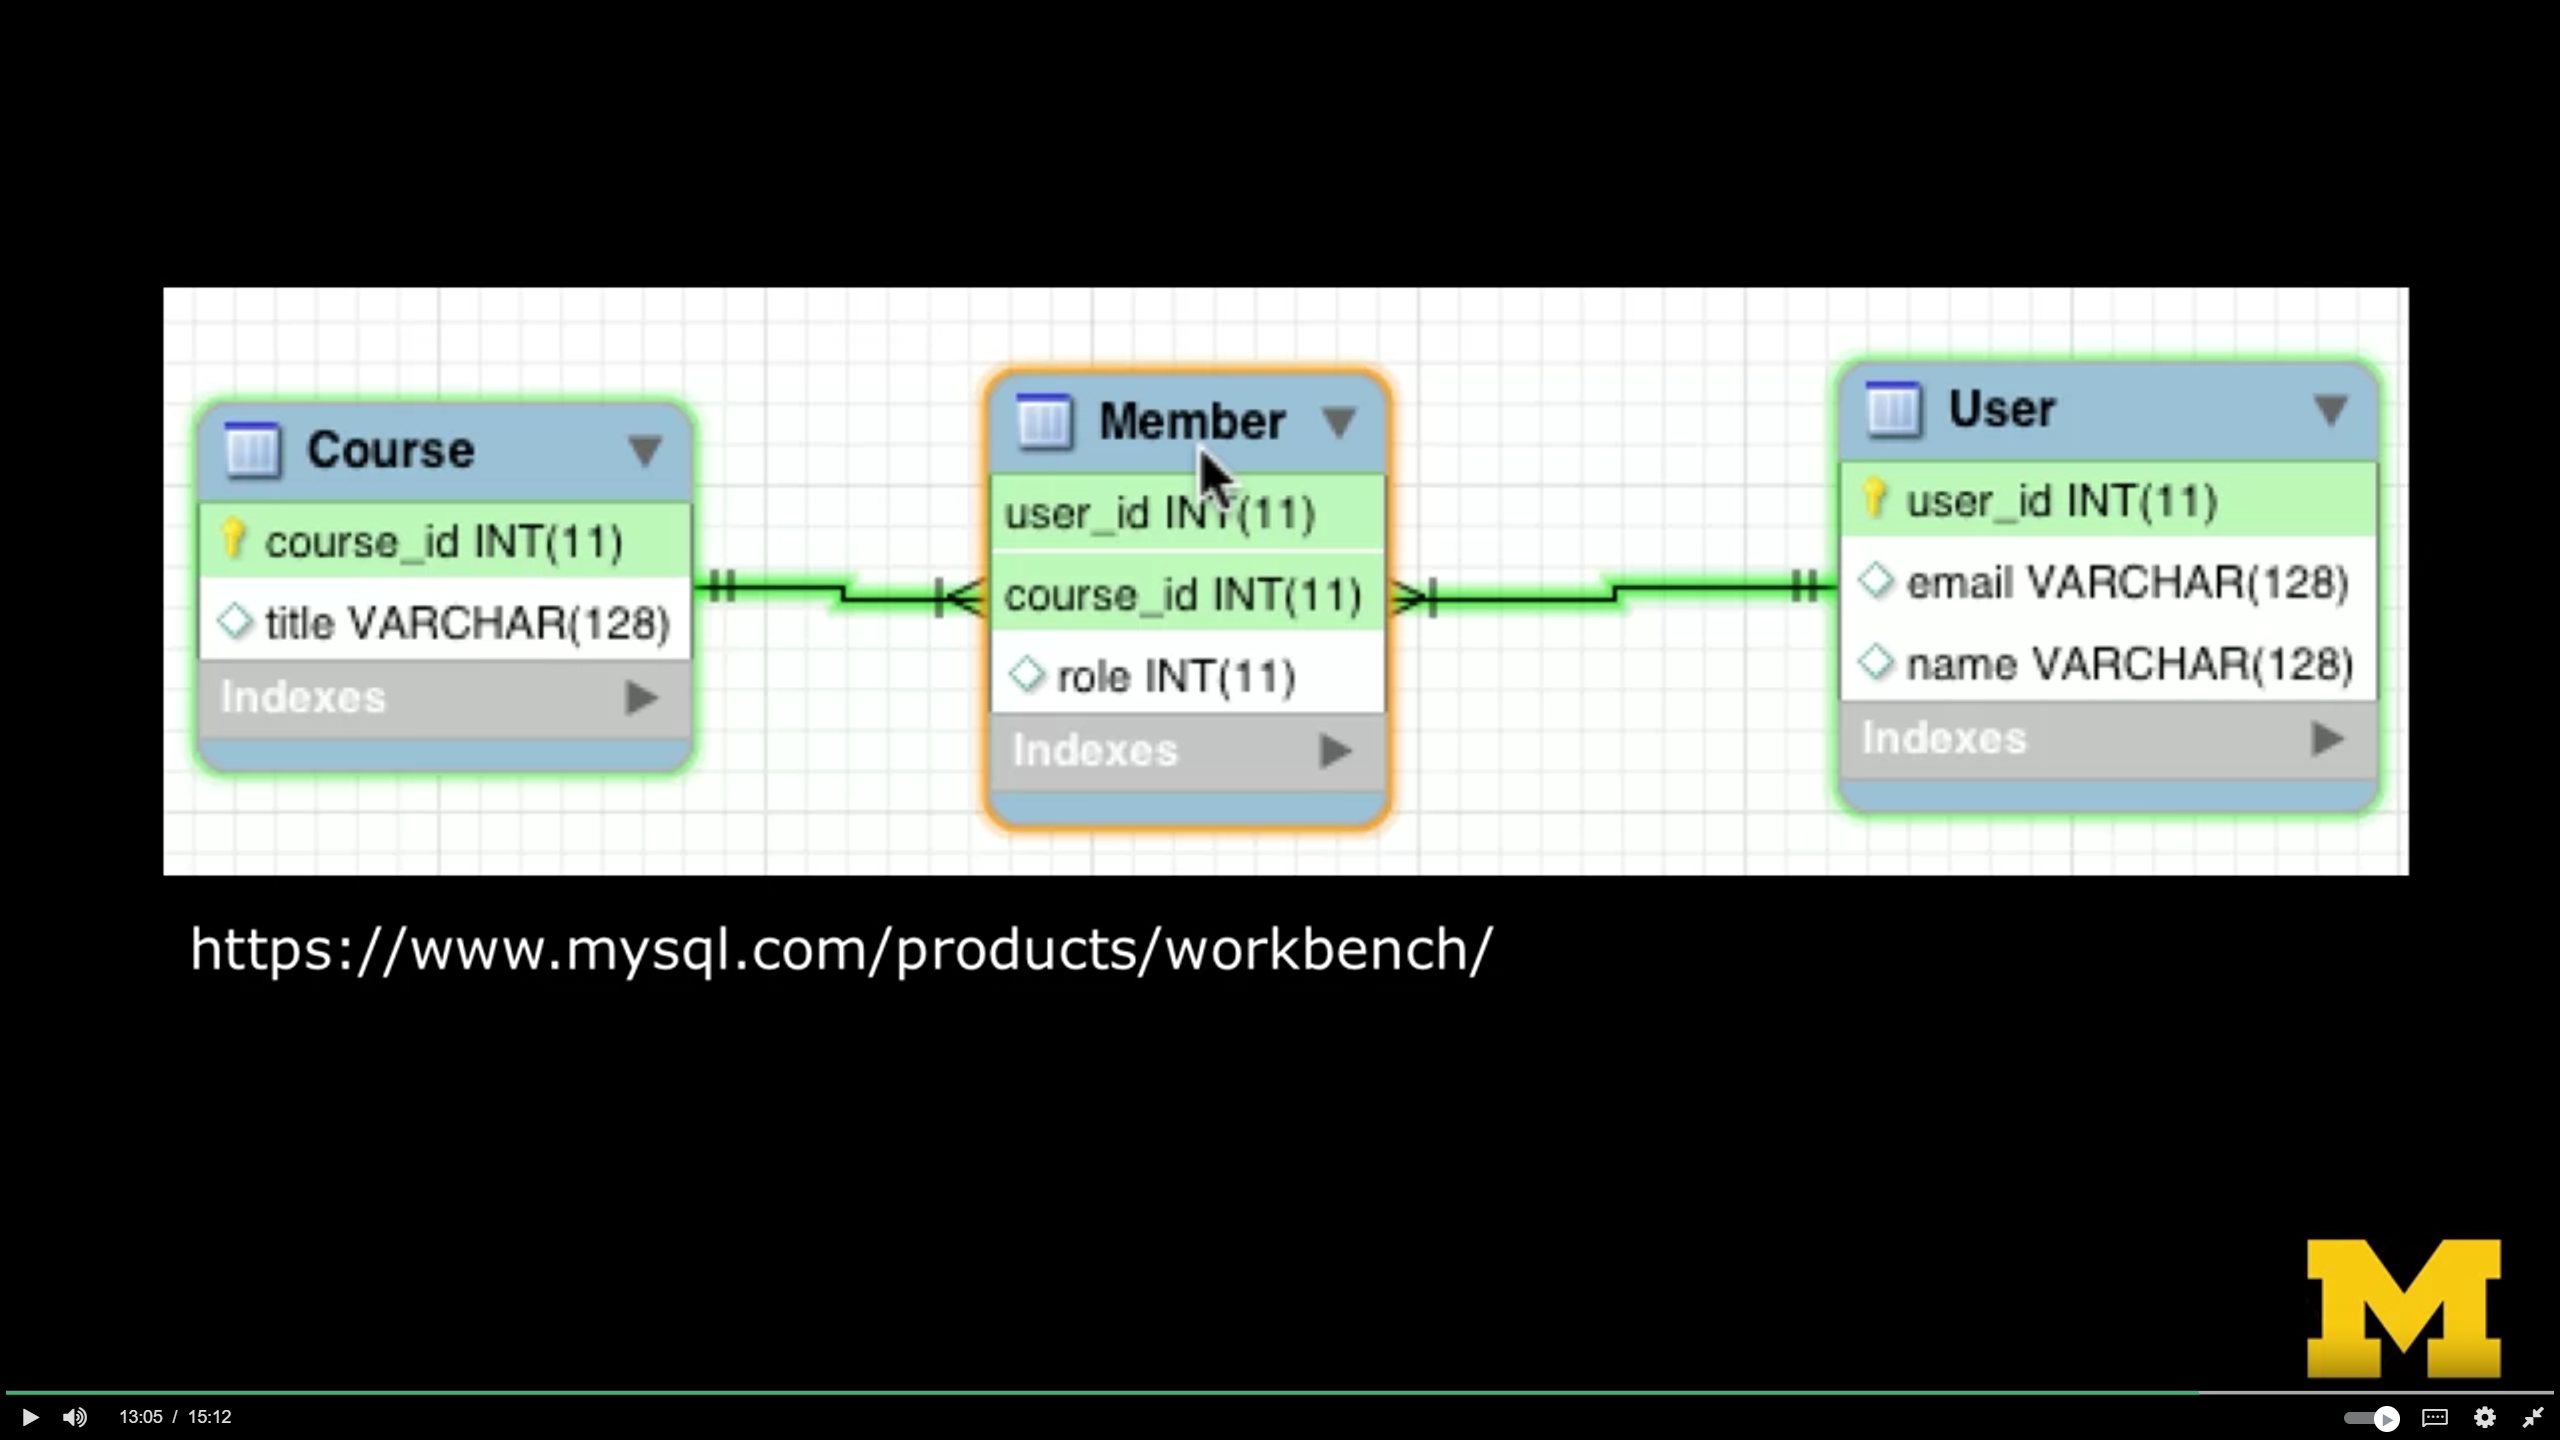 Course
course_id INT(11)
title VARCHAR(128)
Indexes
Member
user_id INT(11)
course_id INT(11)
role INT(11)
Indexes
User
user_id INT(11)
email VARCHAR(128)
name VARCHAR(128)
Indexes
https://www.mysql.com/products/workbench/
M
13:05 / 15:12